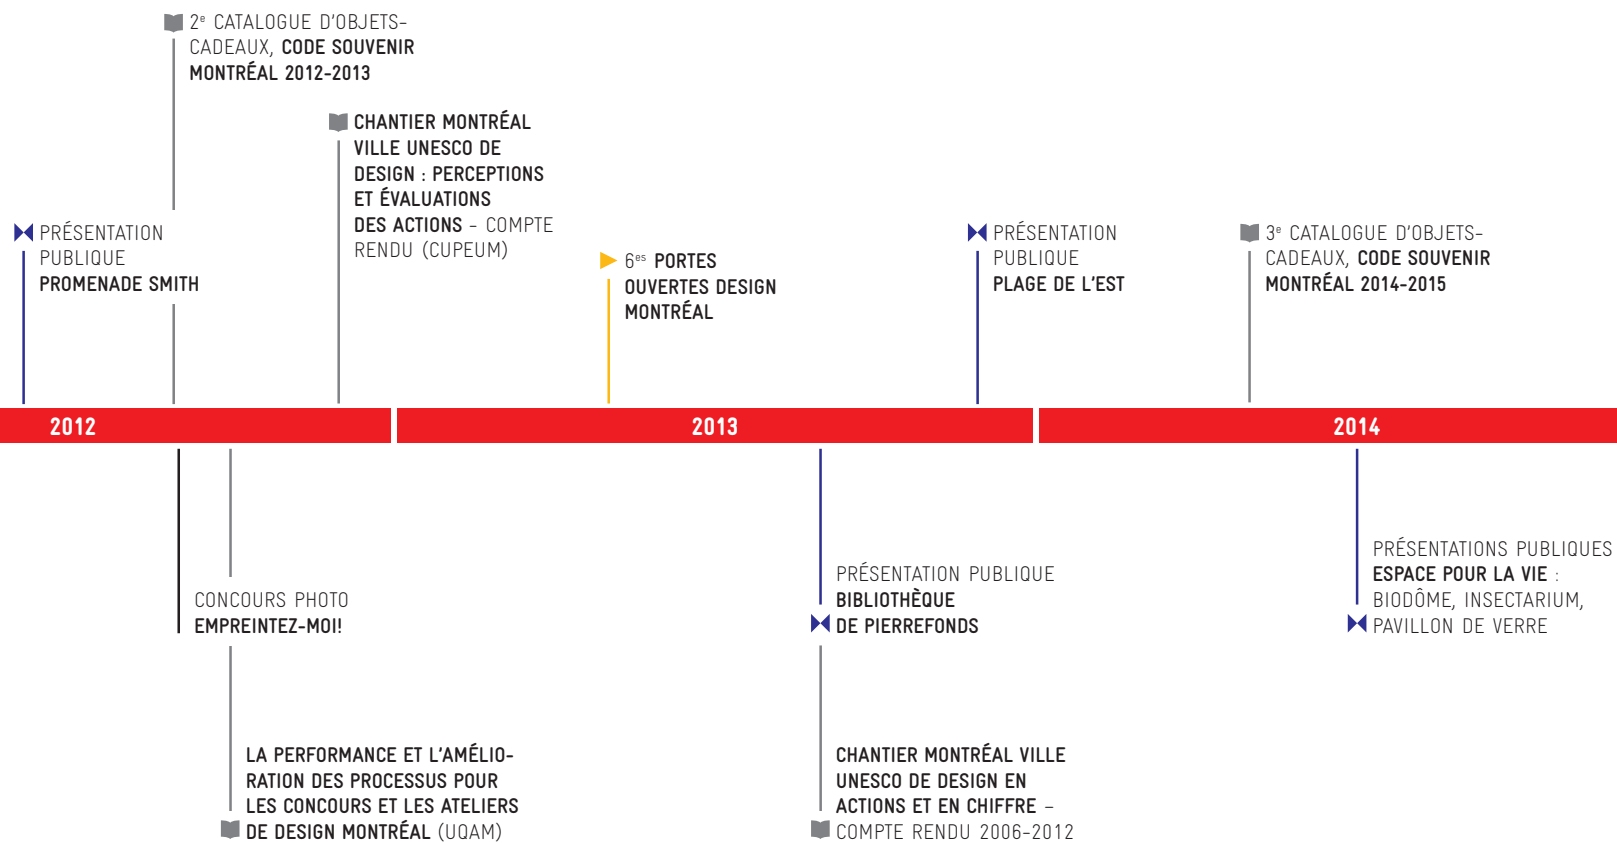 2e CATALOGUE D'OBJETS-
CADEAUX, CODE SOUVENIR
MONTRÉAL 2012-2013
CHANTIER MONTRÉAL
VILLE UNESCO DE
DESIGN : PERCEPTIONS
ET ÉVALUATIONS
DES ACTIONS - COMPTE
RENDU (CUPEUM)
PRÉSENTATION
PUBLIQUE
PROMENADE SMITH
6es PORTES
OUVERTES DESIGN
MONTRÉAL
PRÉSENTATION
PUBLIQUE
PLAGE DE L'EST
3e CATALOGUE D'OBJETS-
CADEAUX, CODE SOUVENIR
MONTRÉAL 2014-2015
2012
2013
2014
CONCOURS PHOTO
EMPREINTEZ-MOI!
PRÉSENTATION PUBLIQUE
BIBLIOTHÈQUE
DE PIERREFONDS
PRÉSENTATIONS PUBLIQUES
ESPACE POUR LA VIE :
BIODÔME, INSECTARIUM,
PAVILLON DE VERRE
LA PERFORMANCE ET L'AMÉLIO-
RATION DES PROCESSUS POUR
LES CONCOURS ET LES ATELIERS
DE DESIGN MONTRÉAL (UQAM)
CHANTIER MONTRÉAL VILLE
UNESCO DE DESIGN EN
ACTIONS ET EN CHIFFRE –
COMPTE RENDU 2006-2012